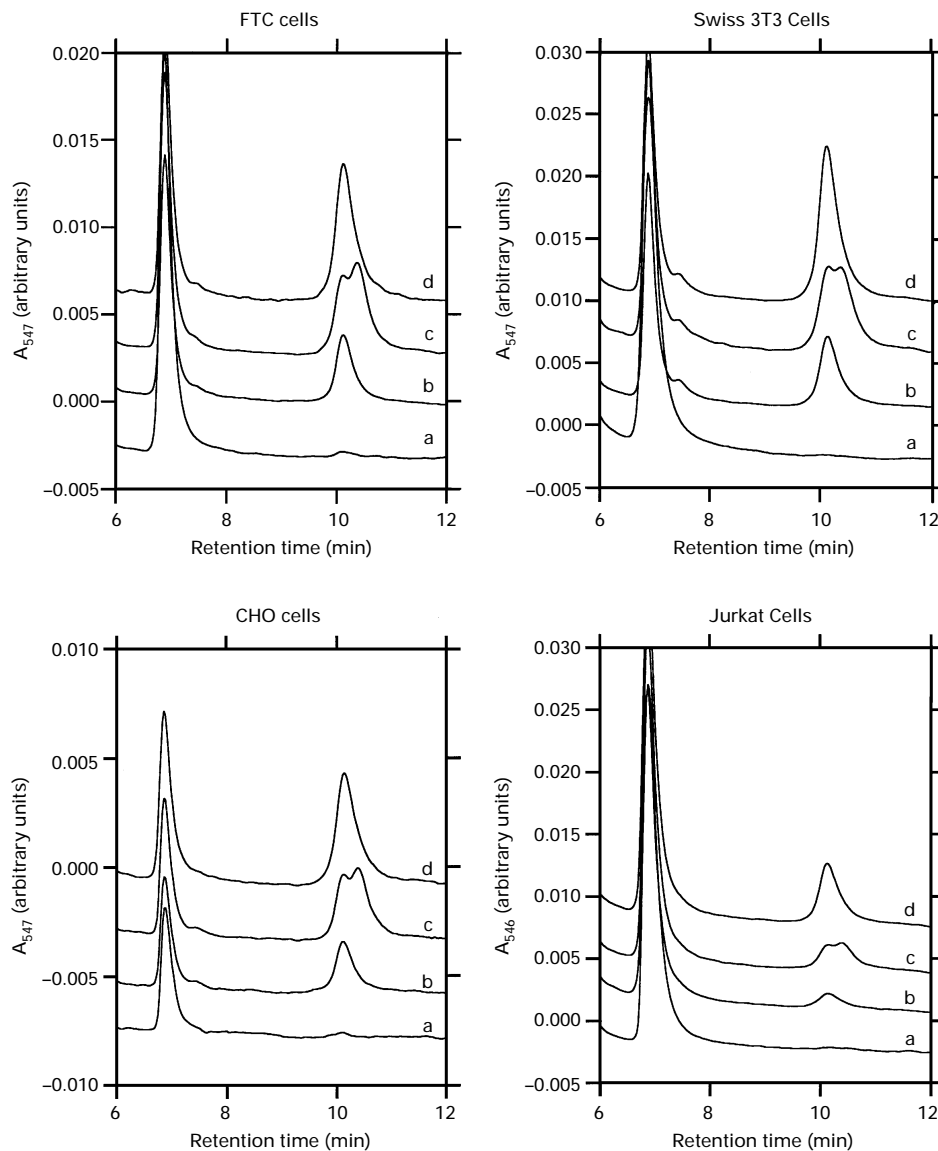 FTC cells
0.020
0.015
0.010
0.005
0.000
−0.005
A547 (arbitrary units)
d
c
b
a
6
8
10
12
Retention time (min)
Swiss 3T3 Cells
0.030
0.025
0.020
0.015
0.010
0.005
0.000
−0.005
A547 (arbitrary units)
d
c
b
a
6
8
10
12
Retention time (min)
CHO cells
0.010
0.005
0.000
−0.005
−0.010
A547 (arbitrary units)
d
c
b
a
6
8
10
12
Retention time (min)
Jurkat Cells
0.030
0.025
0.020
0.015
0.010
0.005
0.000
−0.005
A546 (arbitrary units)
d
c
b
a
6
8
10
12
Retention time (min)